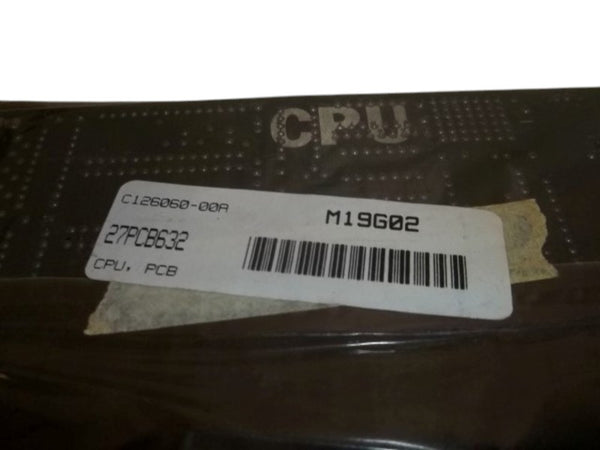 CPU
C126060-00A
M19G02
27PCB632
CPU, PCB